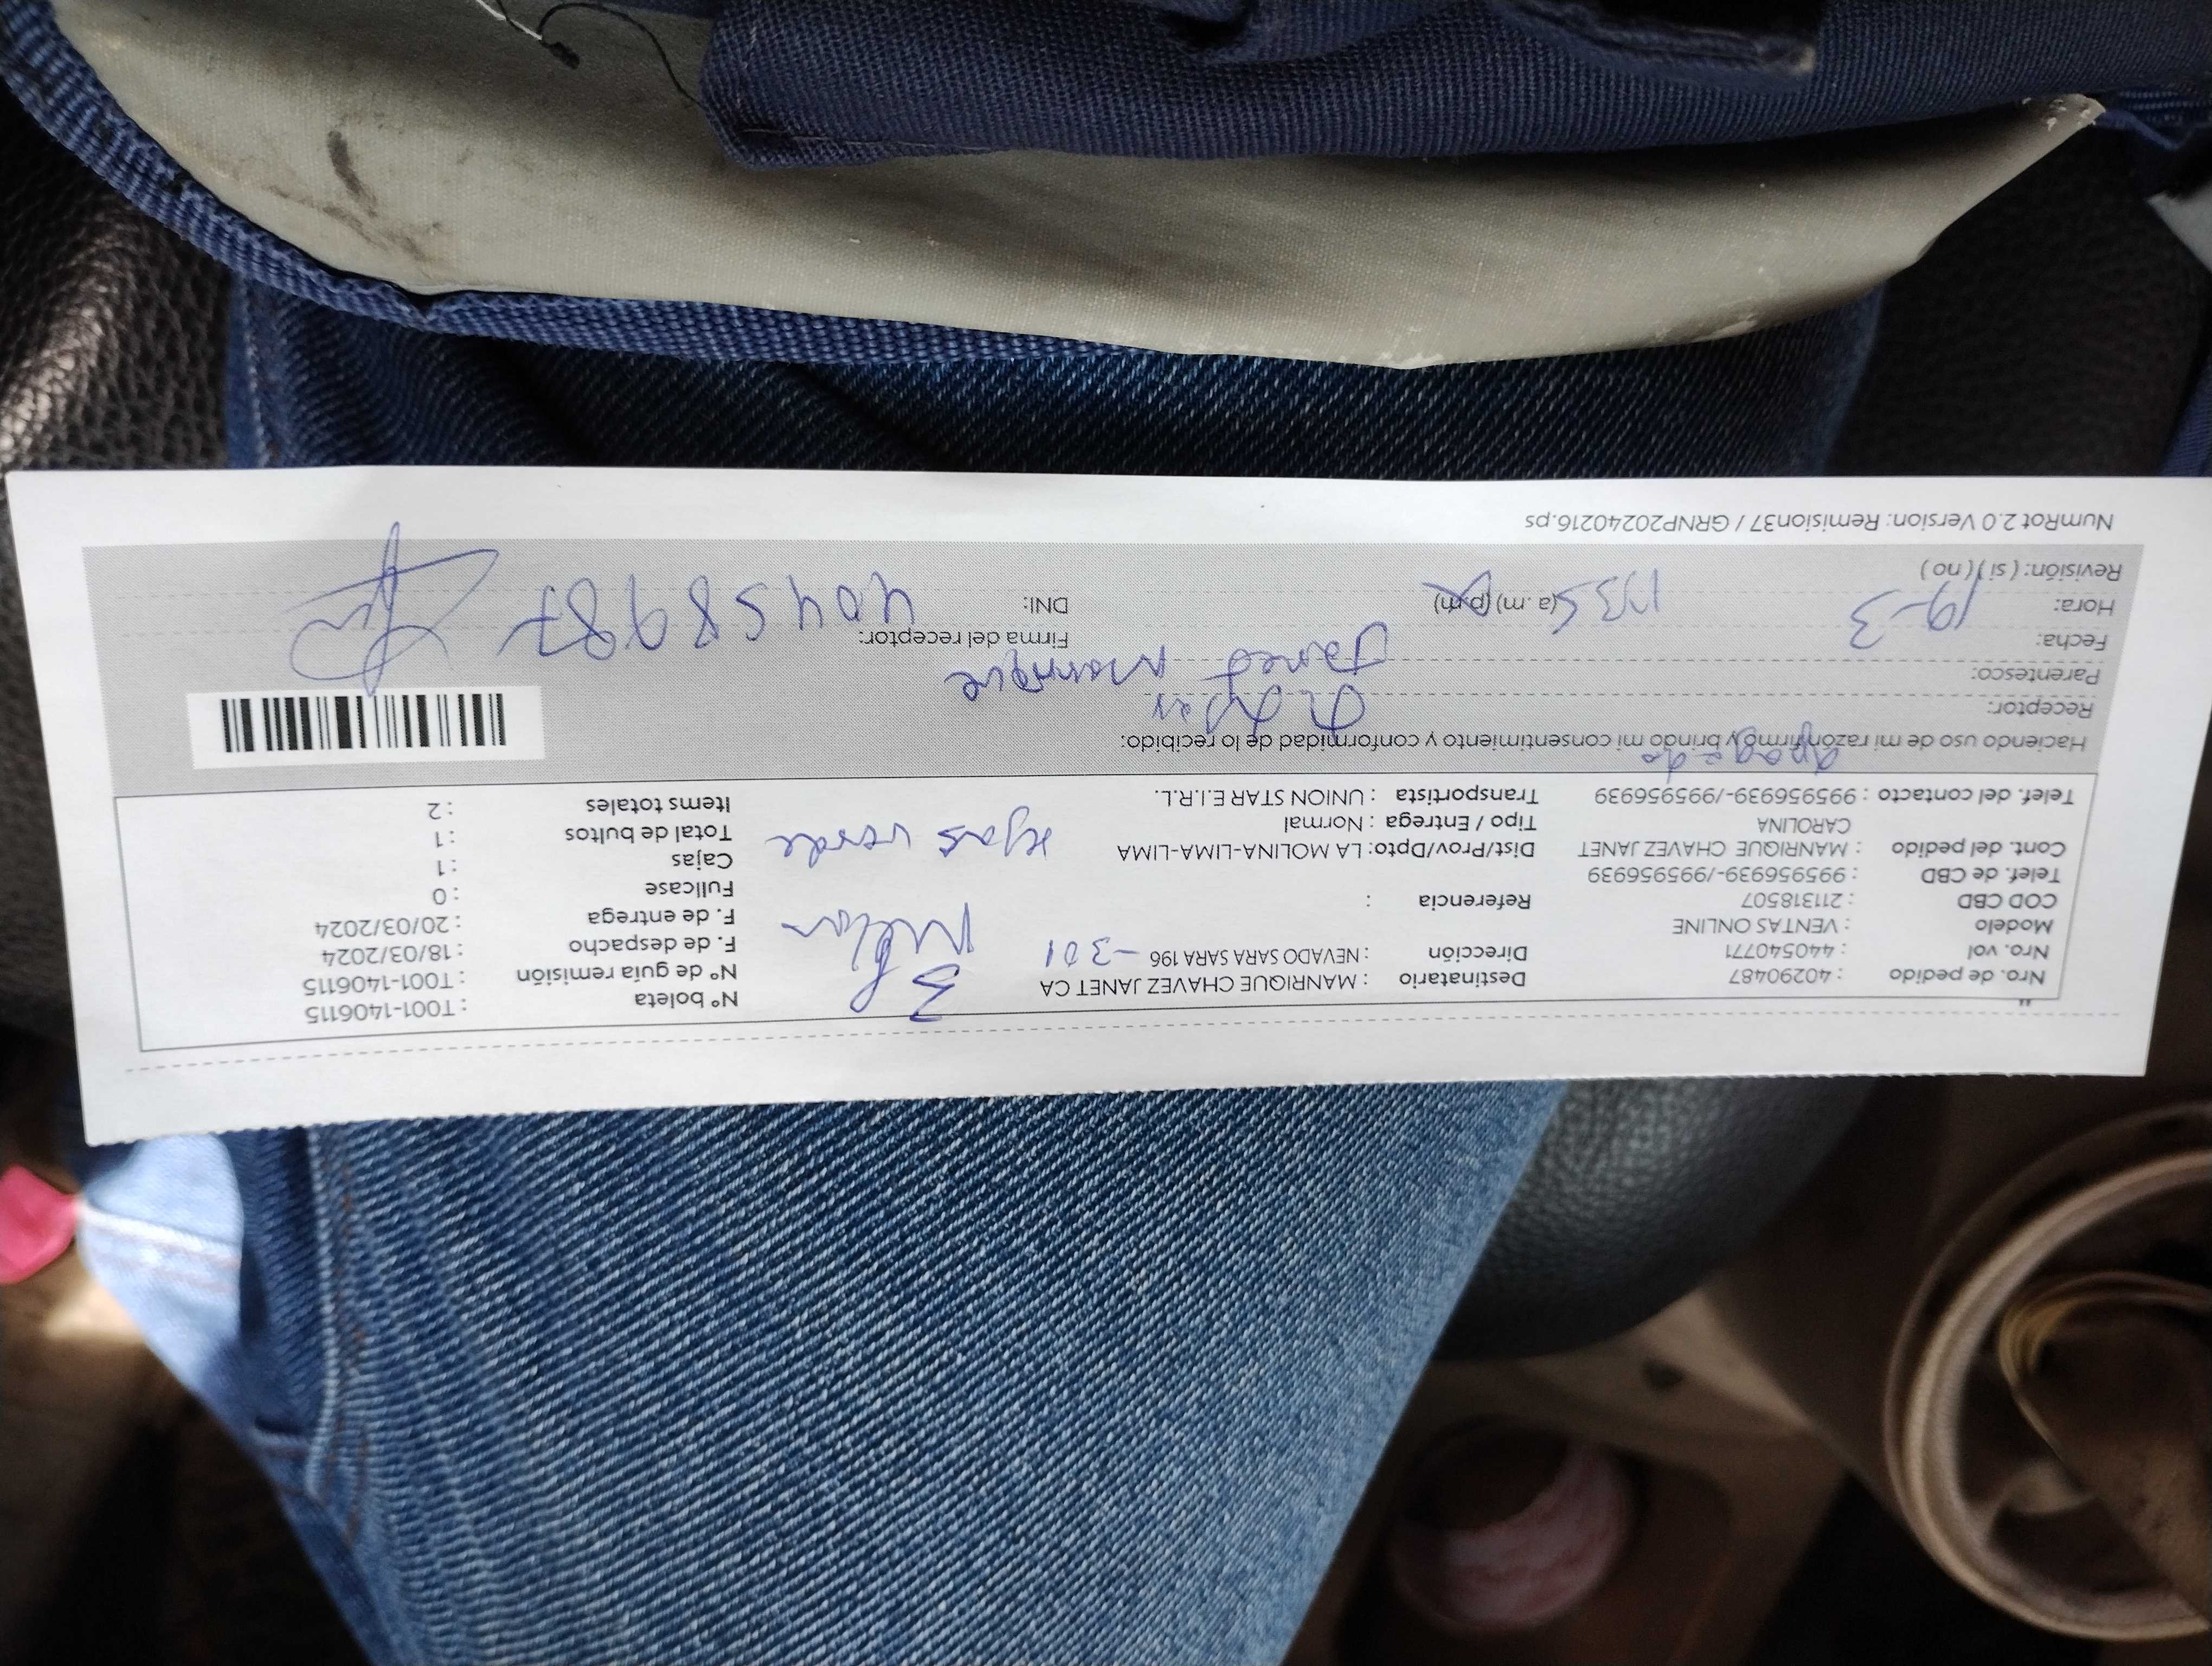 Nro. de pedido : 40290487
Nro. vol : 440540771
Modelo : VENTAS ONLINE
COD CBD : 211318507
Telef. de CBD : 995956939-/995956939
Cont. del pedido : MANRIQUE CHAVEZ JANET CAROLINA
Telef. del contacto : 995956939-/995956939
Destinatario : MANRIQUE CHAVEZ JANET CA
Dirección : NEVADO SARA SARA 196 -301
Referencia :
Dist/Prov/Dpto: LA MOLINA-LIMA-LIMA
Tipo / Entrega : Normal
Transportista : UNION STAR E.I.R.L.
3
rejas verde
N° boleta : T001-1406115
N° de guía remisión : T001-1406115
F. de despacho : 18/03/2024
F. de entrega : 20/03/2024
Fullcase : 0
Cajas : 1
Total de bultos : 1
Items totales : 2
apagado
Haciendo uso de mi razón firmo y brindo mi consentimiento y conformidad de lo recibido:
Receptor:
Parentesco: Janet Manrique
Fecha: 19-3
Hora: (a.m) (p.m)
Revisión: (si) (no)
Firma del receptor:
DNI: 40458987
NumRot 2.0 Version: Remision37 / GRNP20240216.ps